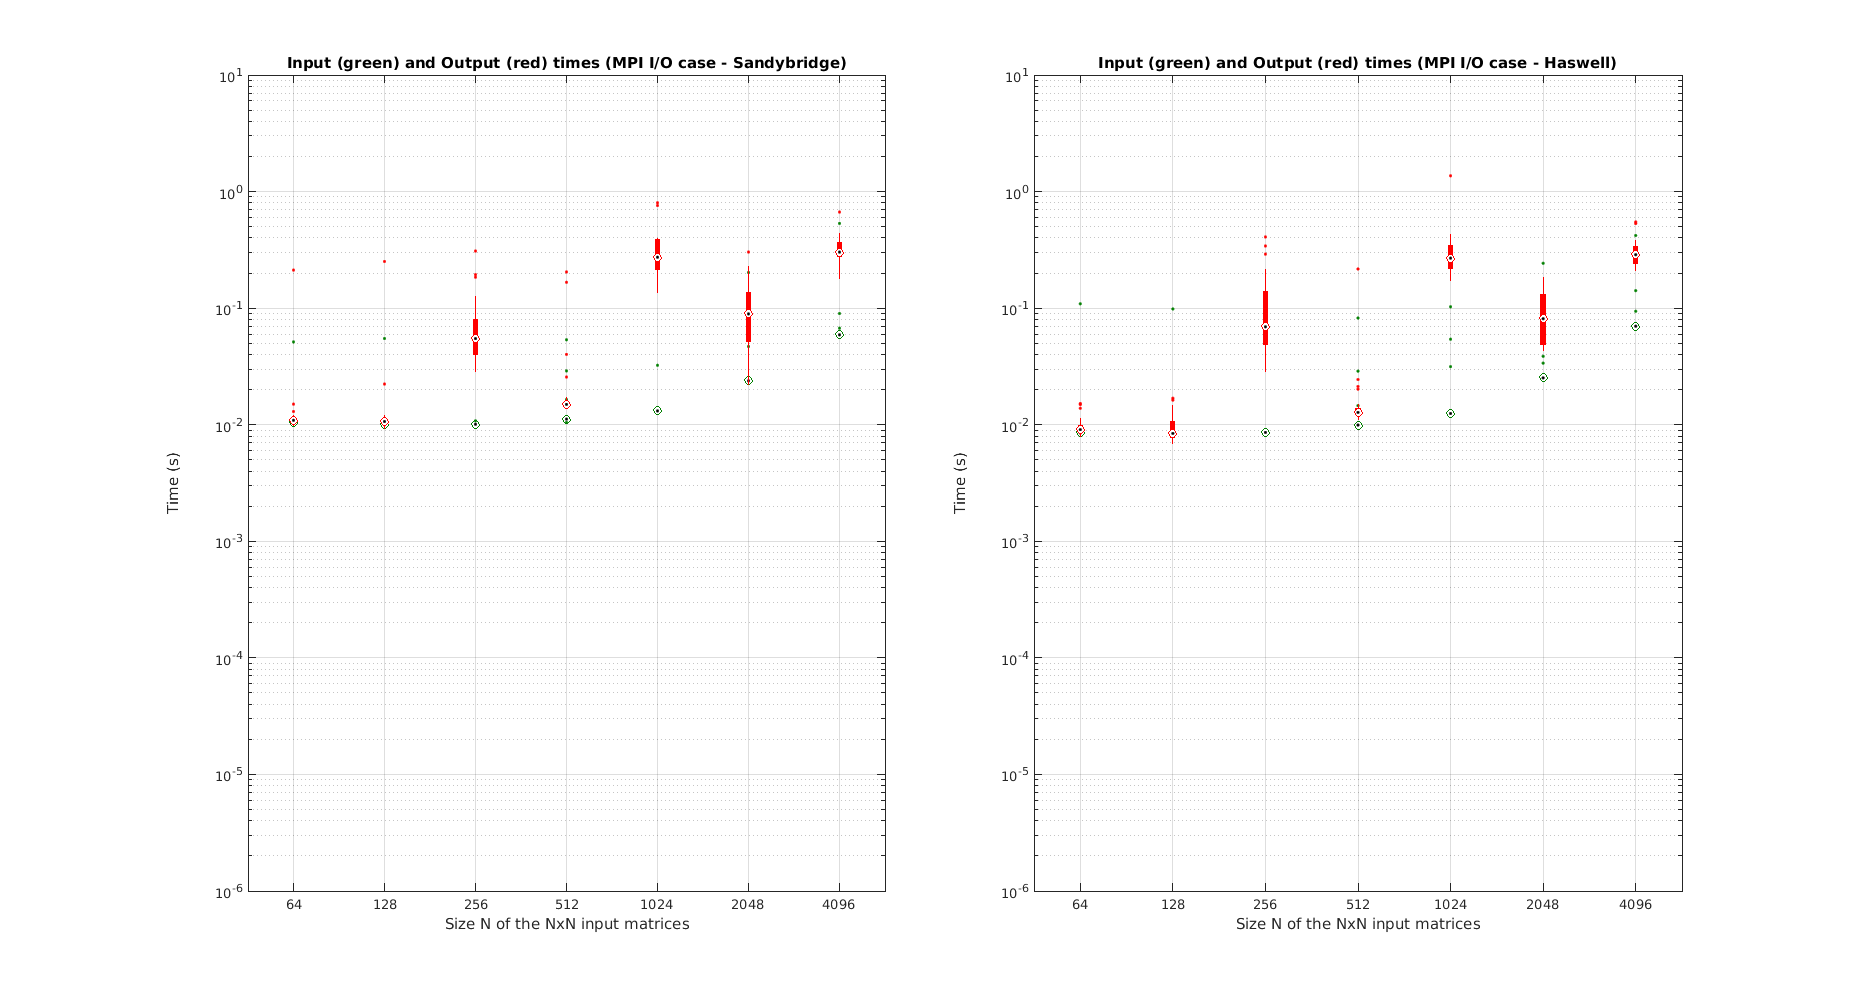 Input (green) and Output (red) times (MPI I/O case - Sandybridge)
10^1
10^0
10^-1
10^-2
10^-3
10^-4
10^-5
10^-6
Time (s)
64 128 256 512 1024 2048 4096
Size N of the NxN input matrices
Input (green) and Output (red) times (MPI I/O case - Haswell)
10^1
10^0
10^-1
10^-2
10^-3
10^-4
10^-5
10^-6
Time (s)
64 128 256 512 1024 2048 4096
Size N of the NxN input matrices